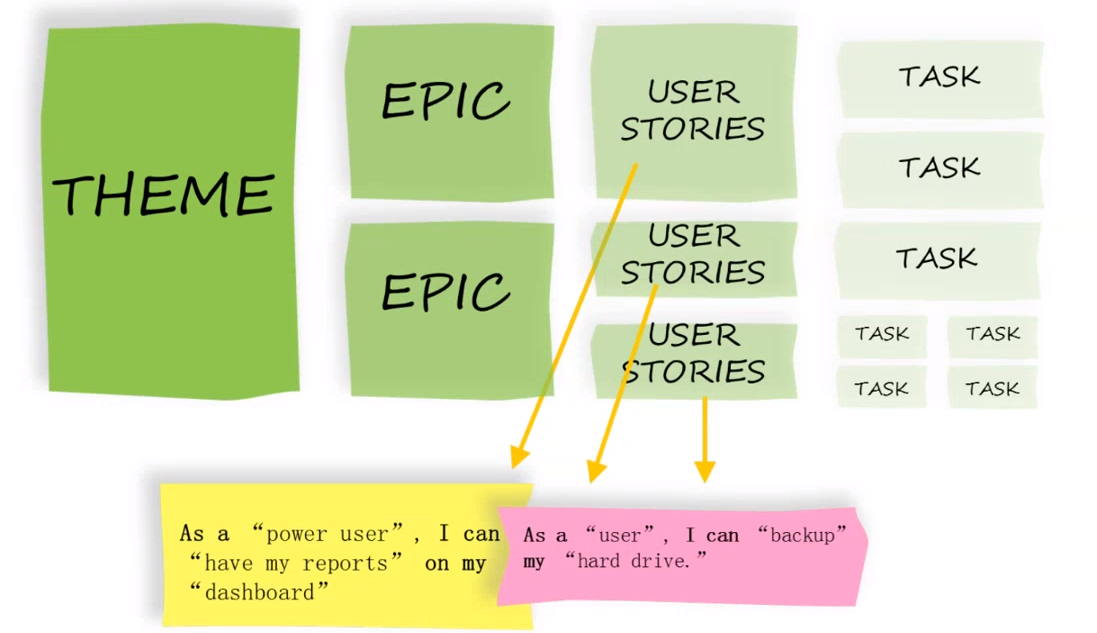 THEME
EPIC
EPIC
USER
STORIES
USER
STORIES
USER
STORIES
TASK
TASK
TASK
TASK TASK
TASK TASK
As a “power user”, I can
“have my reports” on my
“dashboard”
As a “user”, I can “backup”
my “hard drive.”